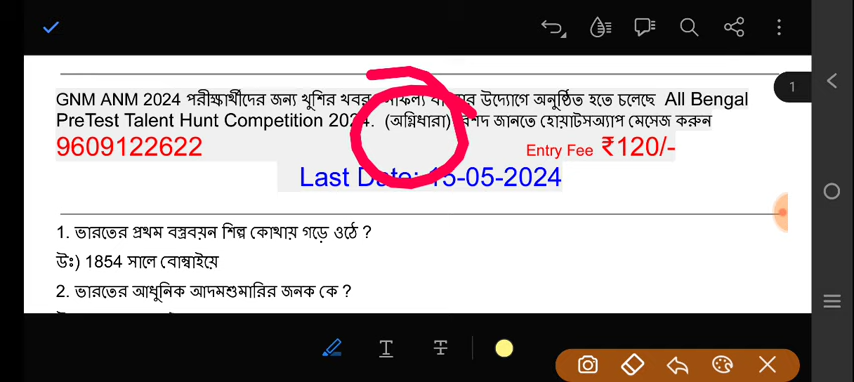 1
GNM ANM 2024 পরীক্ষার্থীদের জন্য খুশির খবর উদ্যোগে অনুষ্ঠিত হতে চলেছে All Bengal
PreTest Talent Hunt Competition 2024. (অগ্নিধারা) জানতে হোয়াটসঅ্যাপ মেসেজ করুন
9609122622 Entry Fee ₹120/-
Last Date: 15-05-2024
1. ভারতের প্রথম বস্ত্রবয়ন শিল্প কোথায় গড়ে ওঠে ?
উঃ) 1854 সালে বোম্বাইয়ে
2. ভারতের আধুনিক আদমশুমারির জনক কে ?